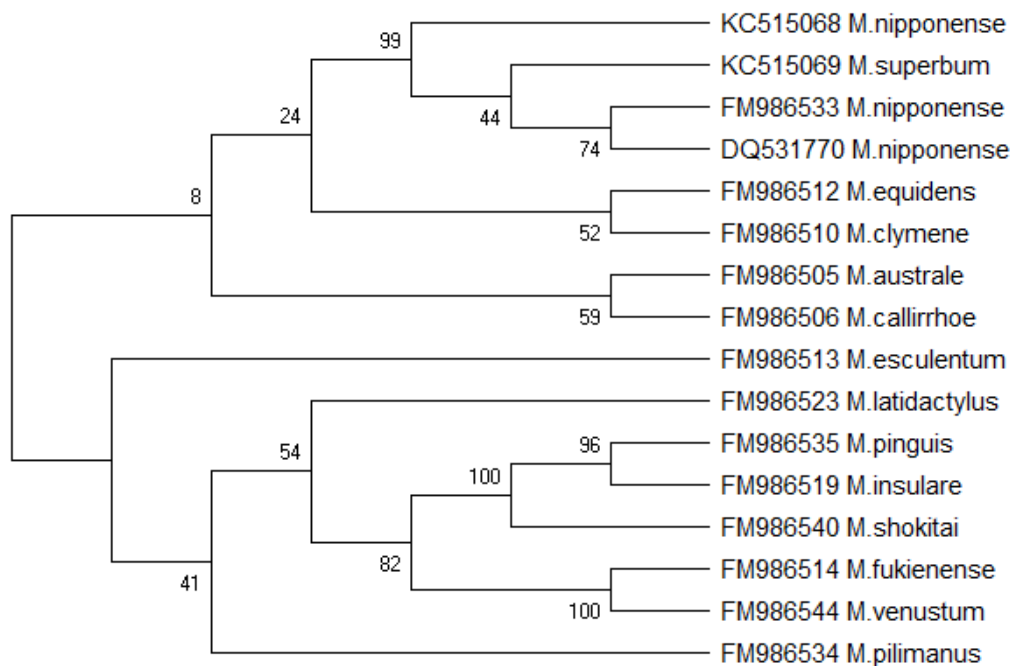 KC515068 M.nipponense
99
KC515069 M.superbum
24
44
FM986533 M.nipponense
74
DQ531770 M.nipponense
8
FM986512 M.equidens
52
FM986510 M.clymene
FM986505 M.australe
59
FM986506 M.callirrhoe
FM986513 M.esculentum
FM986523 M.latidactylus
54
96
FM986535 M.pinguis
100
FM986519 M.insulare
FM986540 M.shokitai
82
FM986514 M.fukienense
41
100
FM986544 M.venustum
FM986534 M.pilimanus